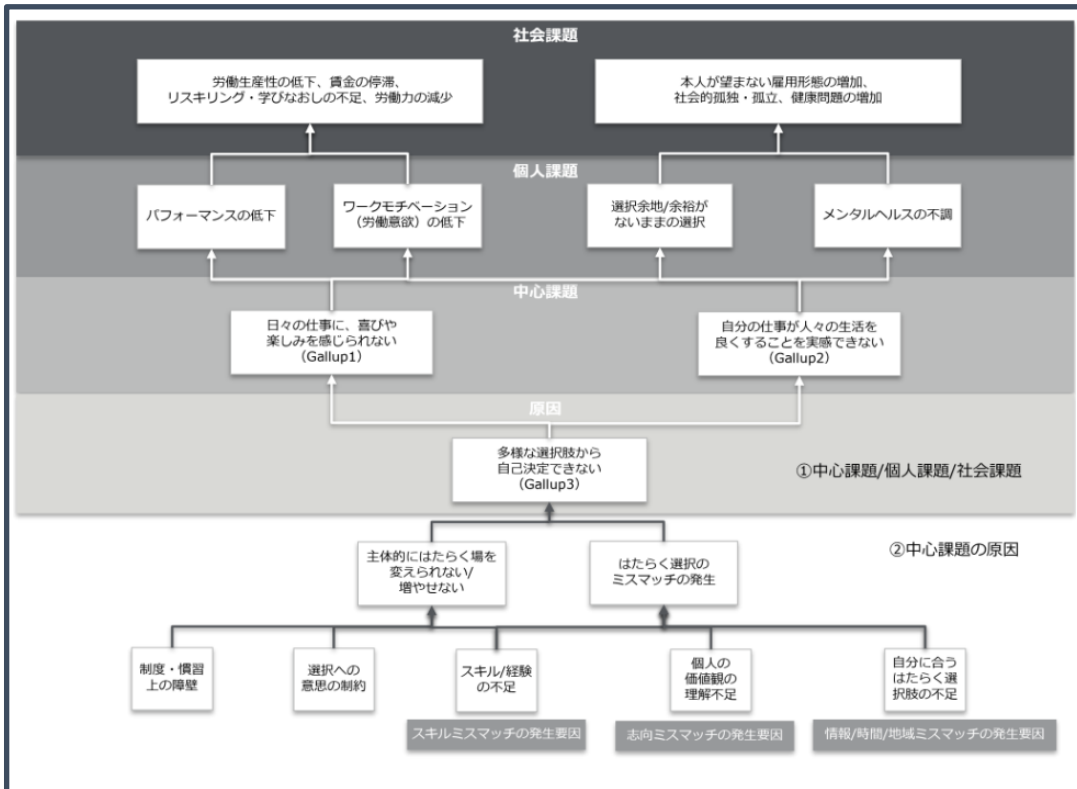 社会課題
労働生産性の低下、賃金の停滞、
リスキリング・学びなおしの不足、労働力の減少
本人が望まない雇用形態の増加、
社会的孤独・孤立、健康問題の増加
個人課題
パフォーマンスの低下
ワークモチベーション
（労働意欲）の低下
選択余地/余裕が
ないままの選択
メンタルヘルスの不調
中心課題
日々の仕事に、喜びや
楽しみを感じられない
（Gallup1）
自分の仕事が人々の生活を
良くすることを実感できない
（Gallup2）
原因
多様な選択肢から
自己決定できない
（Gallup3）
①中心課題/個人課題/社会課題
②中心課題の原因
主体的にはたらく場を
変えられない/
増やせない
はたらく選択の
ミスマッチの発生
制度・慣習
上の障壁
選択への
意思の制約
スキル/経験
の不足
個人の
価値観の
理解不足
自分に合う
はたらく選
択肢の不足
スキルミスマッチの発生要因
志向ミスマッチの発生要因
情報/時間/地域ミスマッチの発生要因